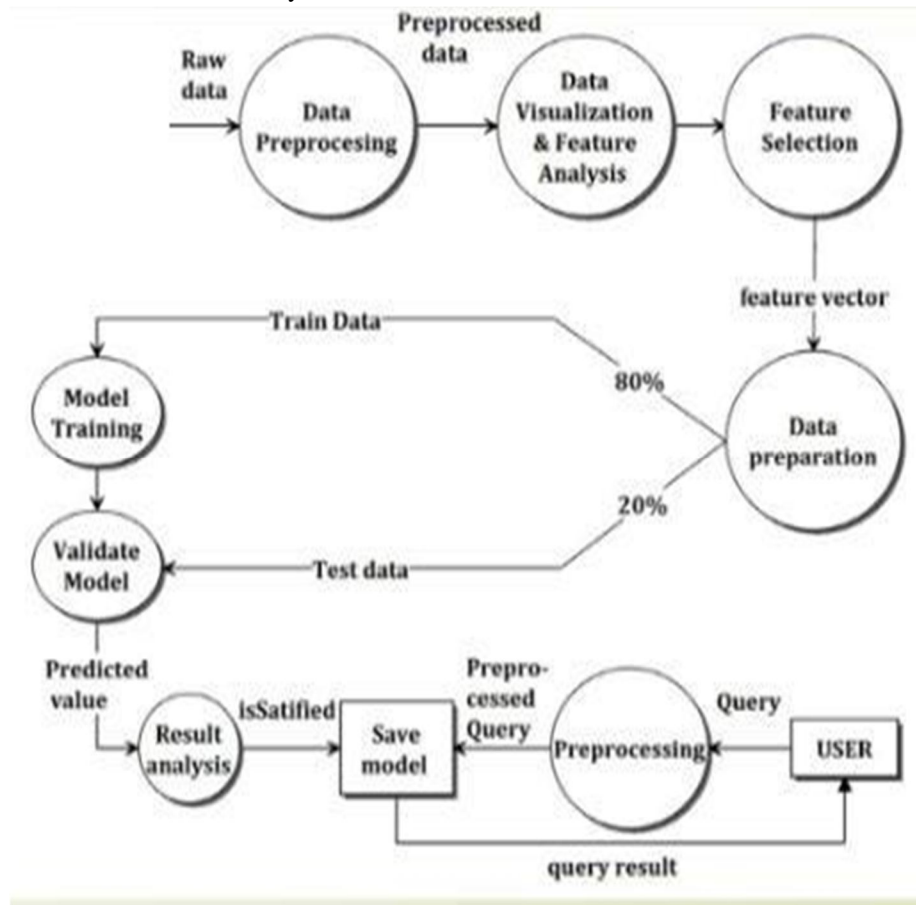 Raw
data
Data
Preprocesing
Preprocessed
data
Data
Visualization
& Feature
Analysis
Feature
Selection
feature vector
Data
preparation
80%
Train Data
20%
Test data
Model
Training
Validate
Model
Predicted
value
Result
analysis
isSatified
Save
model
Prepro-
cessed
Query
Preprocessing
Query
USER
query result